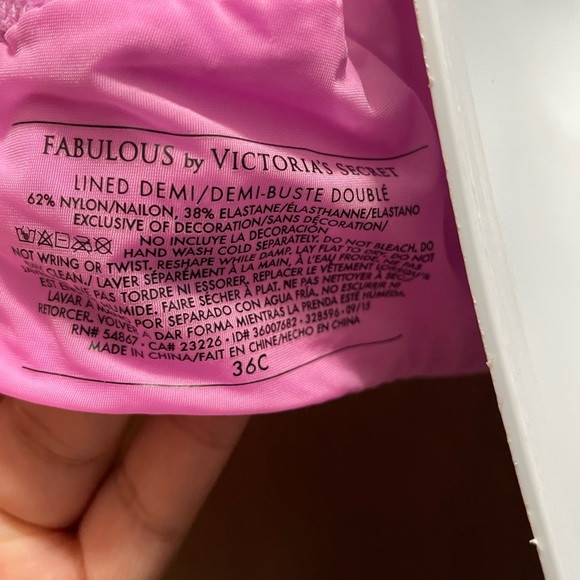 FABULOUS by VICTORIA'S SECRET
LINED DEMI/DEMI-BUSTE DOUBLÉ
62% NYLON/NAILON, 38% ELASTANE/ÉLASTHANNE/ELASTANO
EXCLUSIVE OF DECORATION/SANS DÉCORATION/
NO INCLUYE LA DECORACIÓN
HAND WASH COLD SEPARATELY. DO NOT BLEACH. DO
NOT WRING OR TWIST. RESHAPE WHILE DAMP. LAY FLAT TO DRY. DO
CLEAN./ LAVER SÉPARÉMENT À LA MAIN, À L'EAU FROIDE. NE PAS
PAS TORDRE NI ESSORER. REPLACER LE VÊTEMENT
FAIRE SÉCHER À PLAT. NE PAS NETTOYER À SEC.
LAVAR A POR SEPARADO CON AGUA FRÍA. NO ESCURRIR NI
RETORCER. VOLVER A DAR FORMA MIENTRAS LA PRENDA ESTÉ HÚMEDA.
RN# 54867 • CA# 23226 • ID# 36007682 • 328596 • 09/15
MADE IN CHINA/FAIT EN CHINE/HECHO EN CHINA
36C